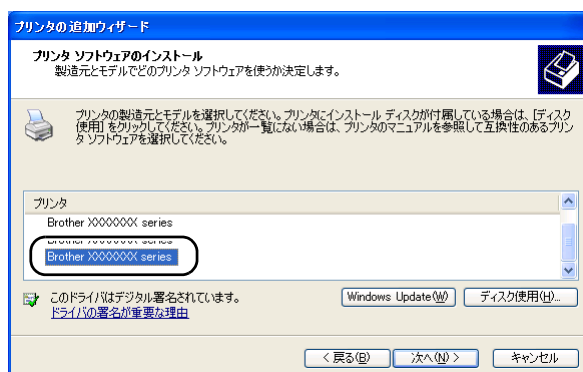 プリンタの追加ウィザード
プリンタ ソフトウェアのインストール
製造元とモデルでどのプリンタ ソフトウェアを使うか決定します。
プリンタの製造元とモデルを選択してください。プリンタにインストール ディスクが付属している場合は、[ディスク
使用] をクリックしてください。プリンタが一覧にない場合は、プリンタのマニュアルを参照して互換性のあるプリン
タ ソフトウェアを選択してください。
プリンタ
Brother XXXXXXX series
Brother XXXXXXX series
Brother XXXXXXX series
このドライバはデジタル署名されています。
ドライバの署名が重要な理由
Windows Update(W)
ディスク使用(H)...
< 戻る(B)
次へ(N) >
キャンセル